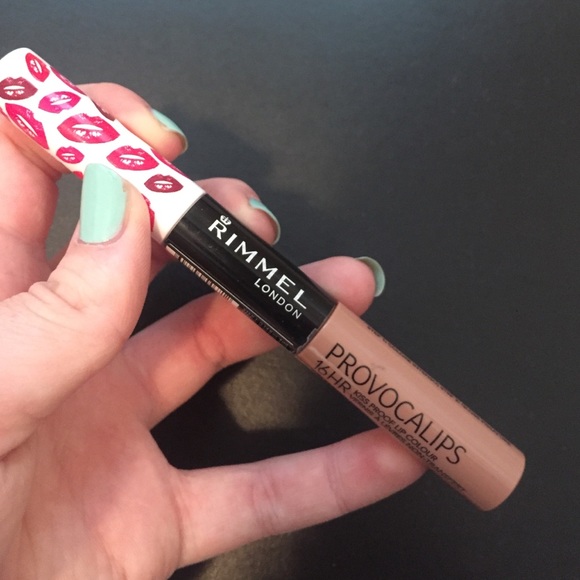 RIMMEL
LONDON
PROVOCALIPS
16HR KISS PROOF LIP COLOUR